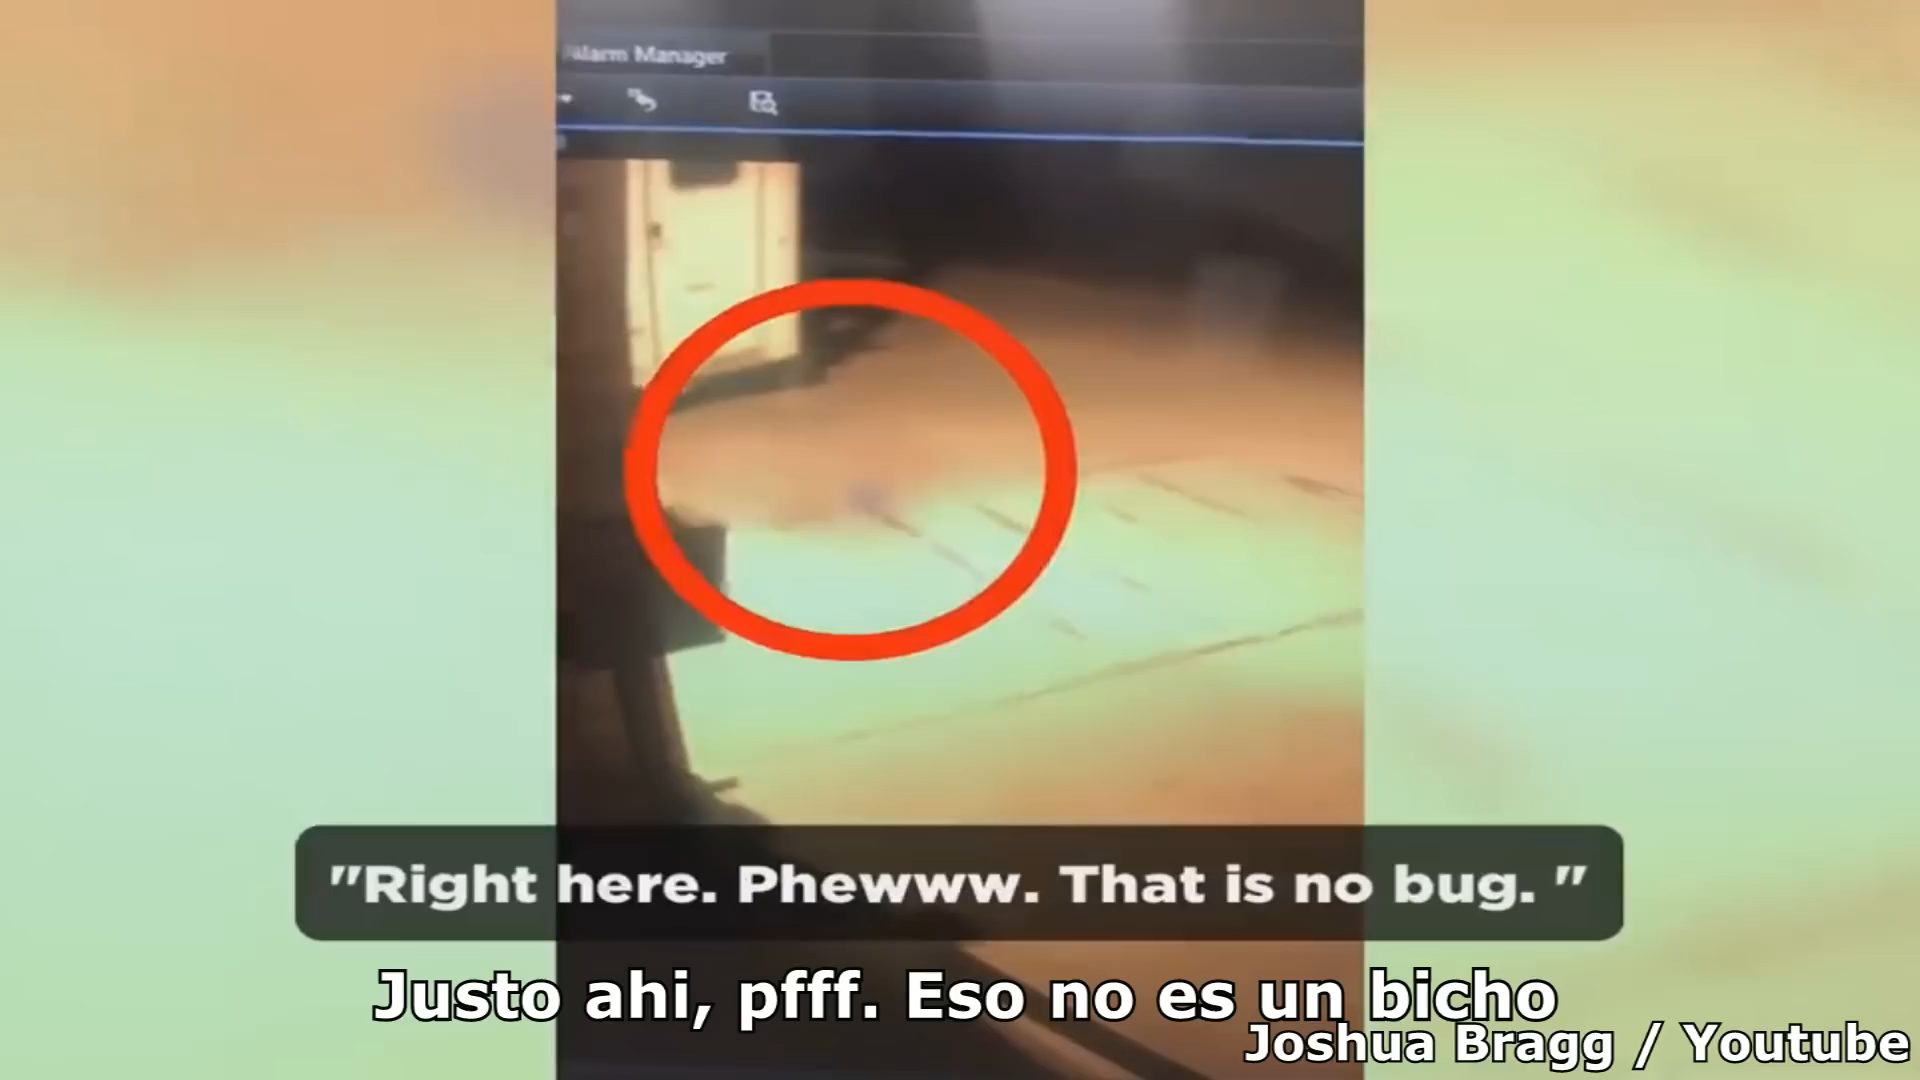 Alarm Manager
"Right here. Phewww. That is no bug. "
Justo ahi, pfff. Eso no es un bicho
Joshua Bragg / Youtube